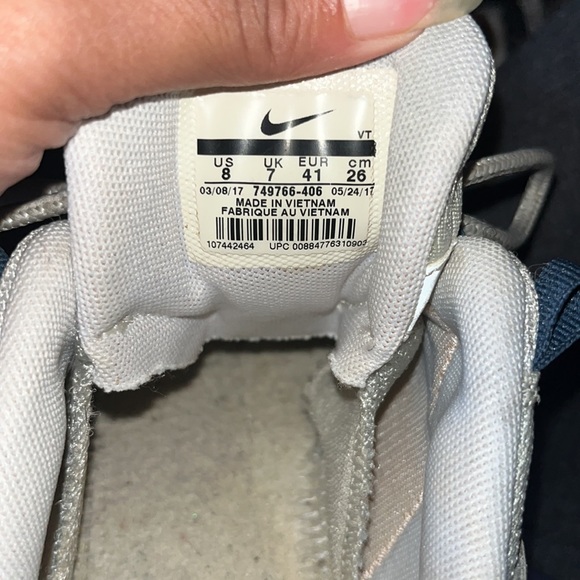 VT
US UK EUR cm
8 7 41 26
03/08/17 749766-406 05/24/17
MADE IN VIETNAM
FABRIQUE AU VIETNAM
107442464 UPC 00884776310903